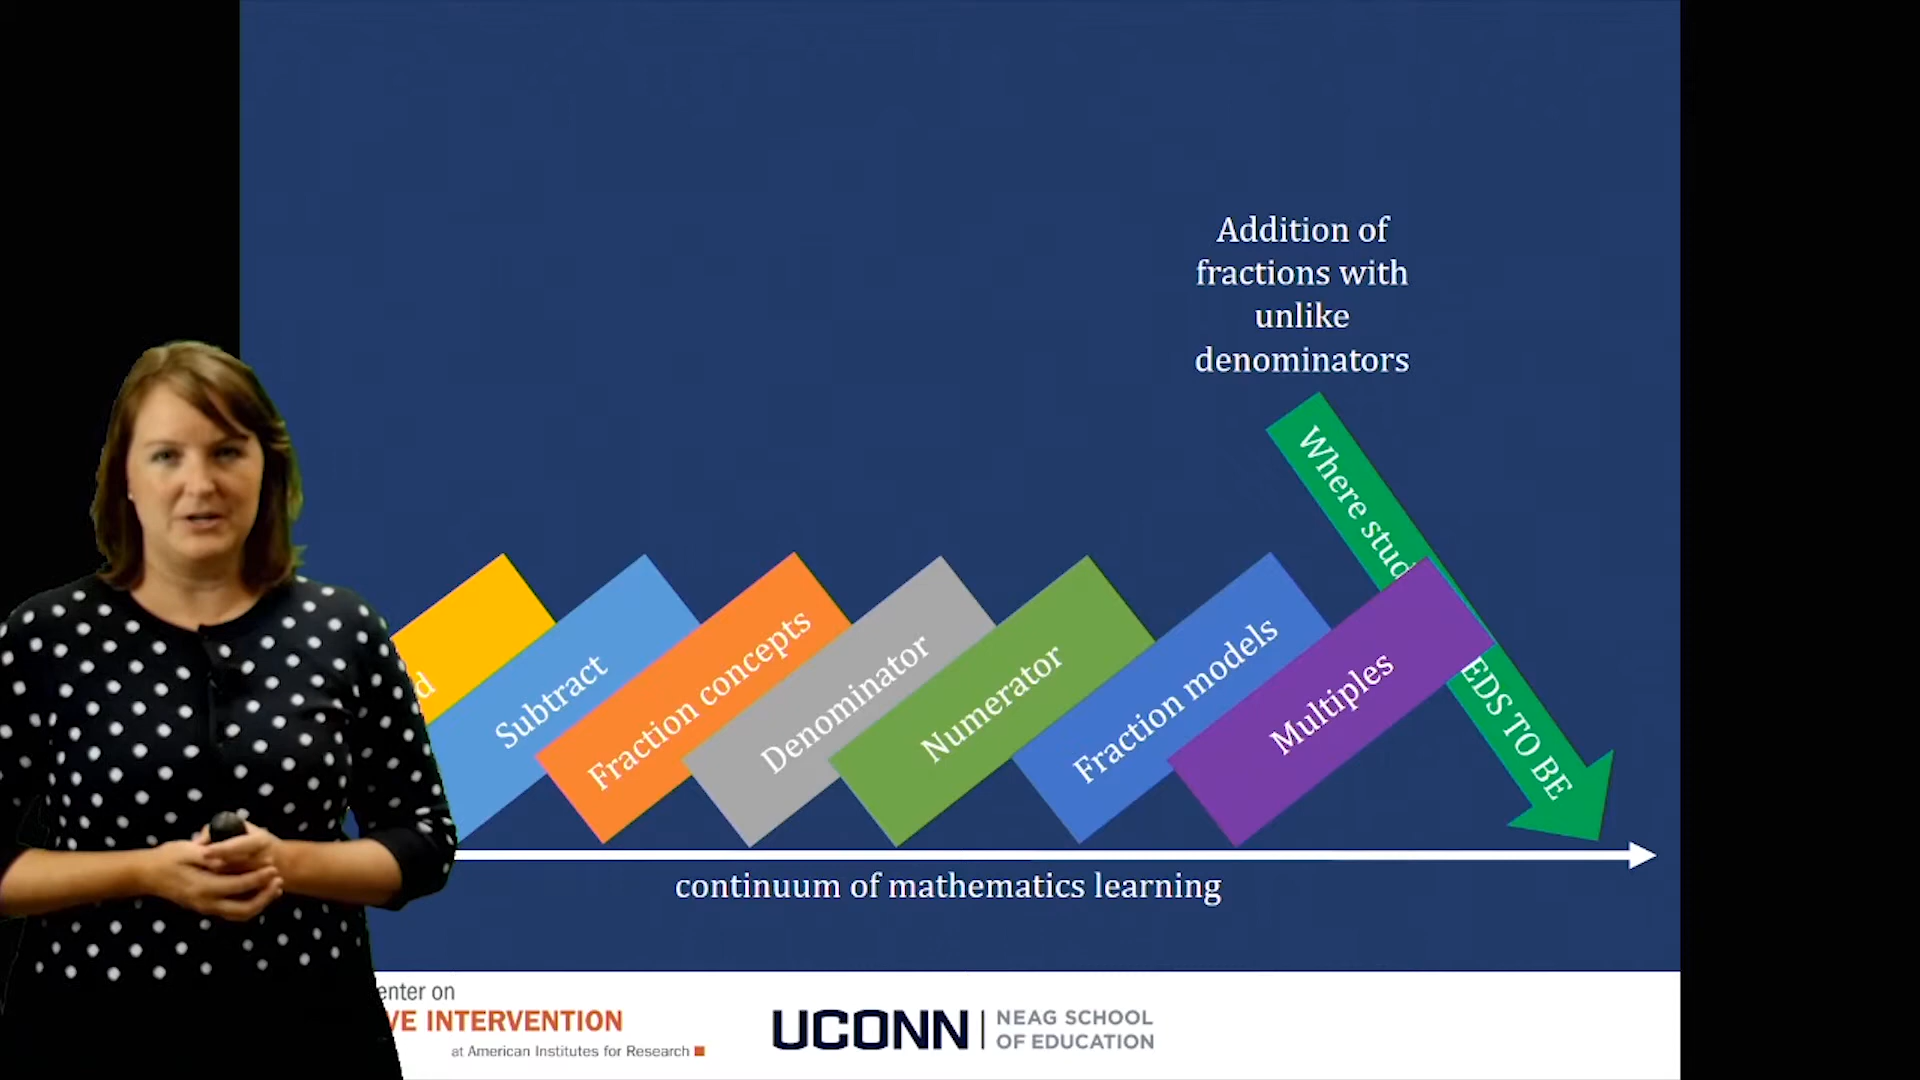 Addition of
fractions with
unlike
denominators
Where stud
EDS TO BE
d
Subtract
Fraction concepts
Denominator
Numerator
Fraction models
Multiples
continuum of mathematics learning
enter on
VE INTERVENTION
at American Institutes for Research
UCONN
NEAG SCHOOL
OF EDUCATION